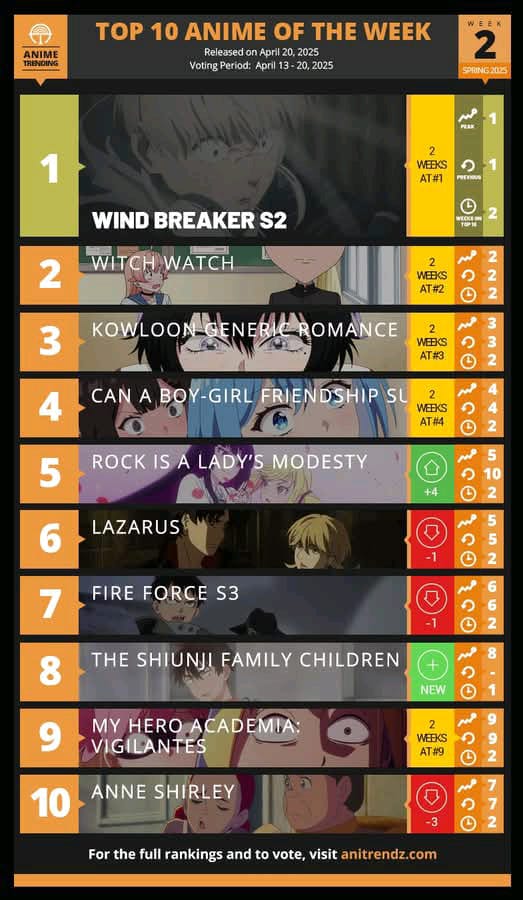 ANIME
TRENDING
TOP 10 ANIME OF THE WEEK
Released on April 20, 2025
Voting Period: April 13 - 20, 2025
WEEK
2
SPRING 2025
1
WIND BREAKER S2
2
WEEKS
AT #1
PEAK
1
PREVIOUS
1
WEEKS ON
TOP 10
2
2
WITCH WATCH
2
WEEKS
AT #2
2
2
2
3
KOWLOON GENERIC ROMANCE
2
WEEKS
AT #3
3
3
2
4
CAN A BOY-GIRL FRIENDSHIP SU
2
WEEKS
AT #4
4
4
2
5
ROCK IS A LADY'S MODESTY
+4
5
10
2
6
LAZARUS
-1
5
5
2
7
FIRE FORCE S3
-1
6
6
2
8
THE SHIUNJI FAMILY CHILDREN
NEW
8
-
1
9
MY HERO ACADEMIA:
VIGILANTES
2
WEEKS
AT #9
9
9
2
10
ANNE SHIRLEY
-3
7
7
2
For the full rankings and to vote, visit anitrendz.com